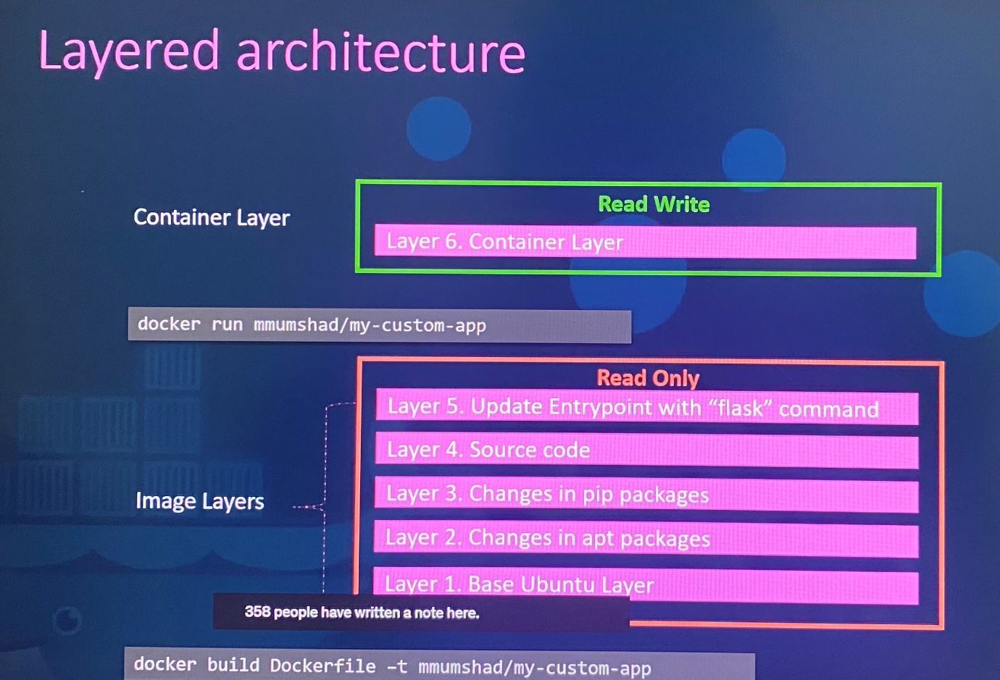 Layered architecture
Container Layer
Read Write
Layer 6. Container Layer
docker run mmumshad/my-custom-app
Read Only
Layer 5. Update Entrypoint with “flask” command
Layer 4. Source code
Layer 3. Changes in pip packages
Image Layers
Layer 2. Changes in apt packages
Layer 1. Base Ubuntu Layer
358 people have written a note here.
docker build Dockerfile –t mmumshad/my-custom-app